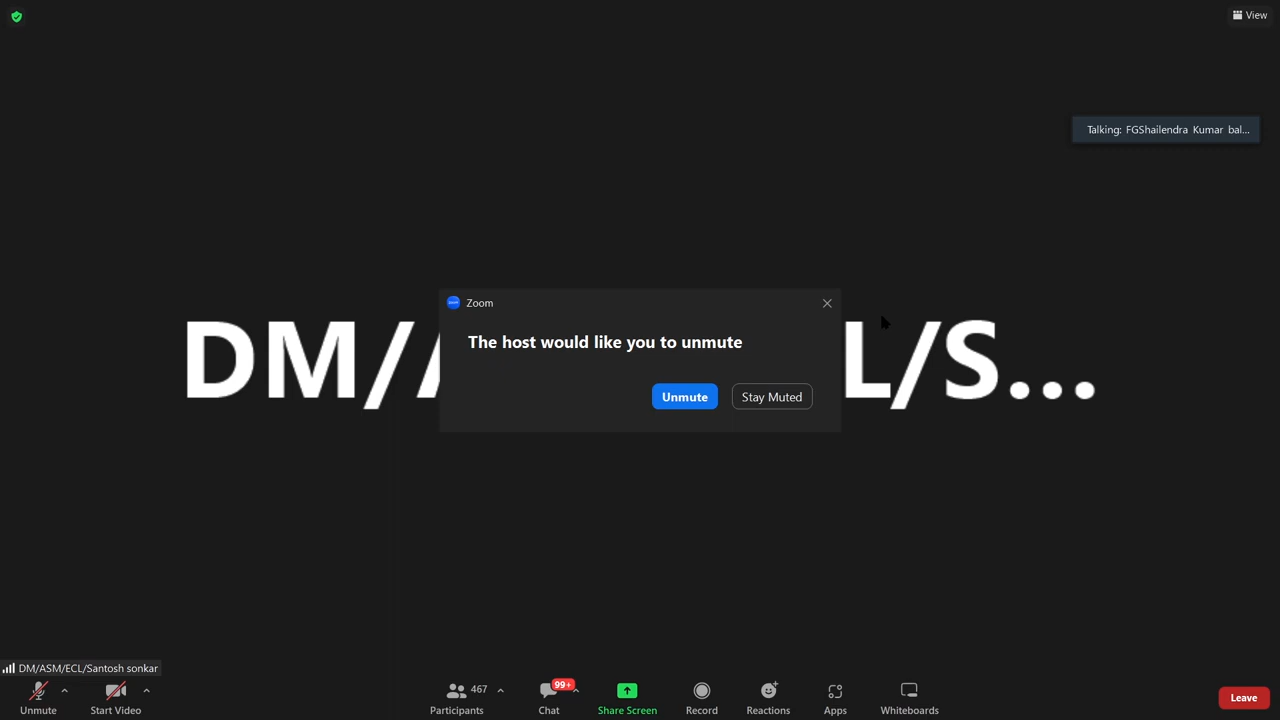 View
Talking: FGShailendra Kumar bal...
Zoom
The host would like you to unmute
DM/ L/S...
Unmute
Stay Muted
DM/ASM/ECL/Santosh sonkar
467
99+
Unmute
Start Video
Participants
Chat
Share Screen
Record
Reactions
Apps
Whiteboards
Leave